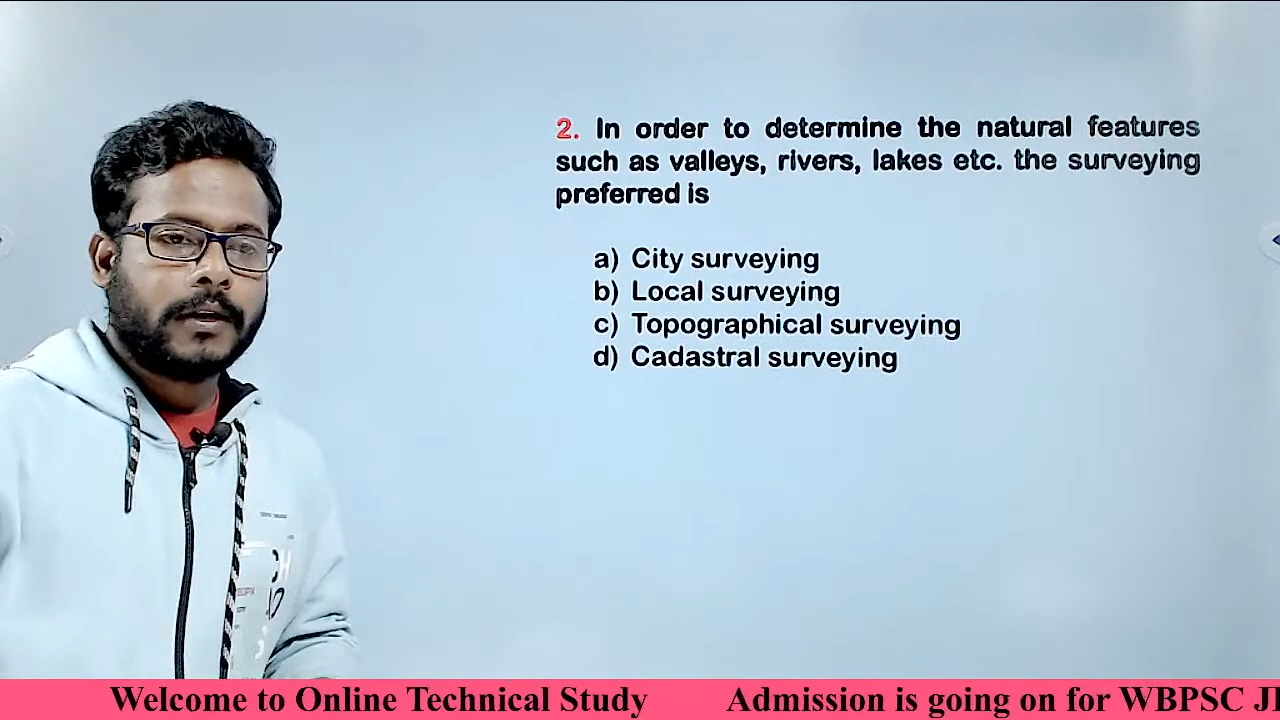 2. In order to determine the natural features
such as valleys, rivers, lakes etc. the surveying
preferred is
a) City surveying
b) Local surveying
c) Topographical surveying
d) Cadastral surveying
Welcome to Online Technical Study Admission is going on for WBPSC